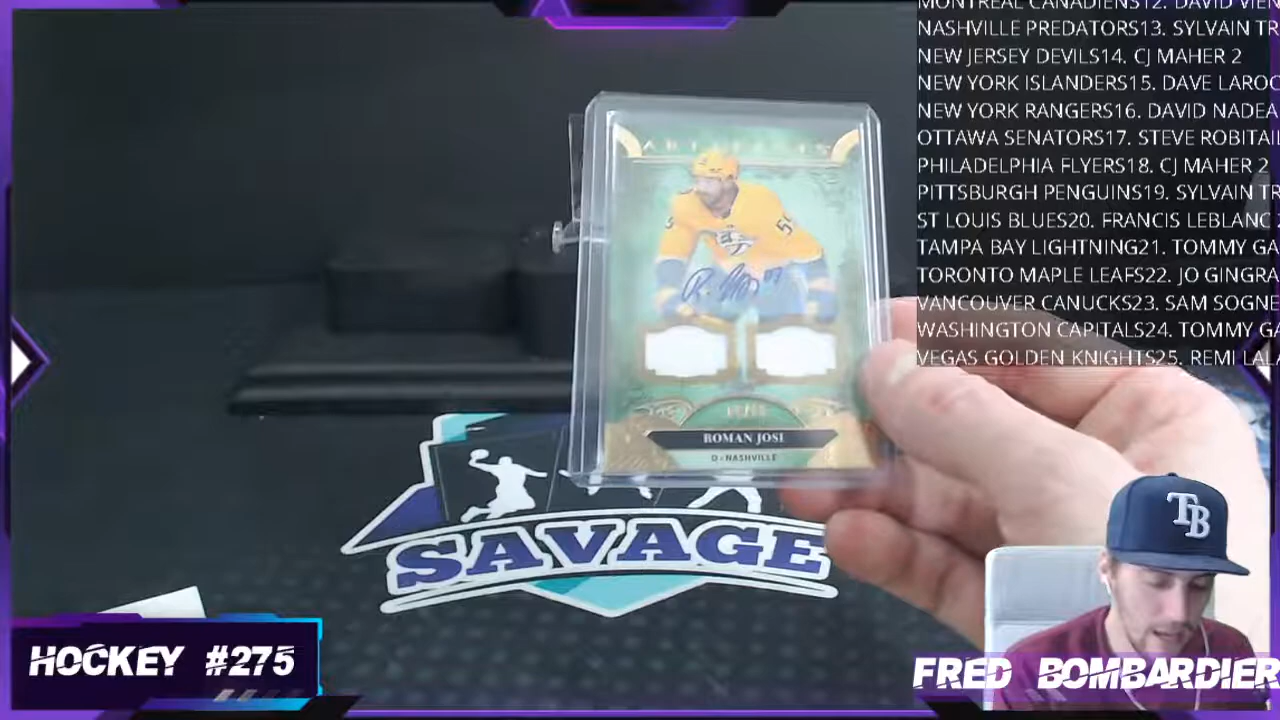 MONTREAL CANADIENS12. DAVID VIEN
NASHVILLE PREDATORS13. SYLVAIN TR
NEW JERSEY DEVILS14. CJ MAHER 2
NEW YORK ISLANDERS15. DAVE LAROC
NEW YORK RANGERS16. DAVID NADEA
OTTAWA SENATORS17. STEVE ROBITAIL
PHILADELPHIA FLYERS18. CJ MAHER 2
PITTSBURGH PENGUINS19. SYLVAIN TR
ST LOUIS BLUES20. FRANCIS LEBLANC
TAMPA BAY LIGHTNING21. TOMMY GA
TORONTO MAPLE LEAFS22. JO GINGRA
VANCOUVER CANUCKS23. SAM SOGNE
WASHINGTON CAPITALS24. TOMMY GA
VEGAS GOLDEN KNIGHTS25. REMI LALA
ARTIFACTS
ROMAN JOSI
D - NASHVILLE
SAVAGE
TB
HOCKEY #275
FRED BOMBARDIER